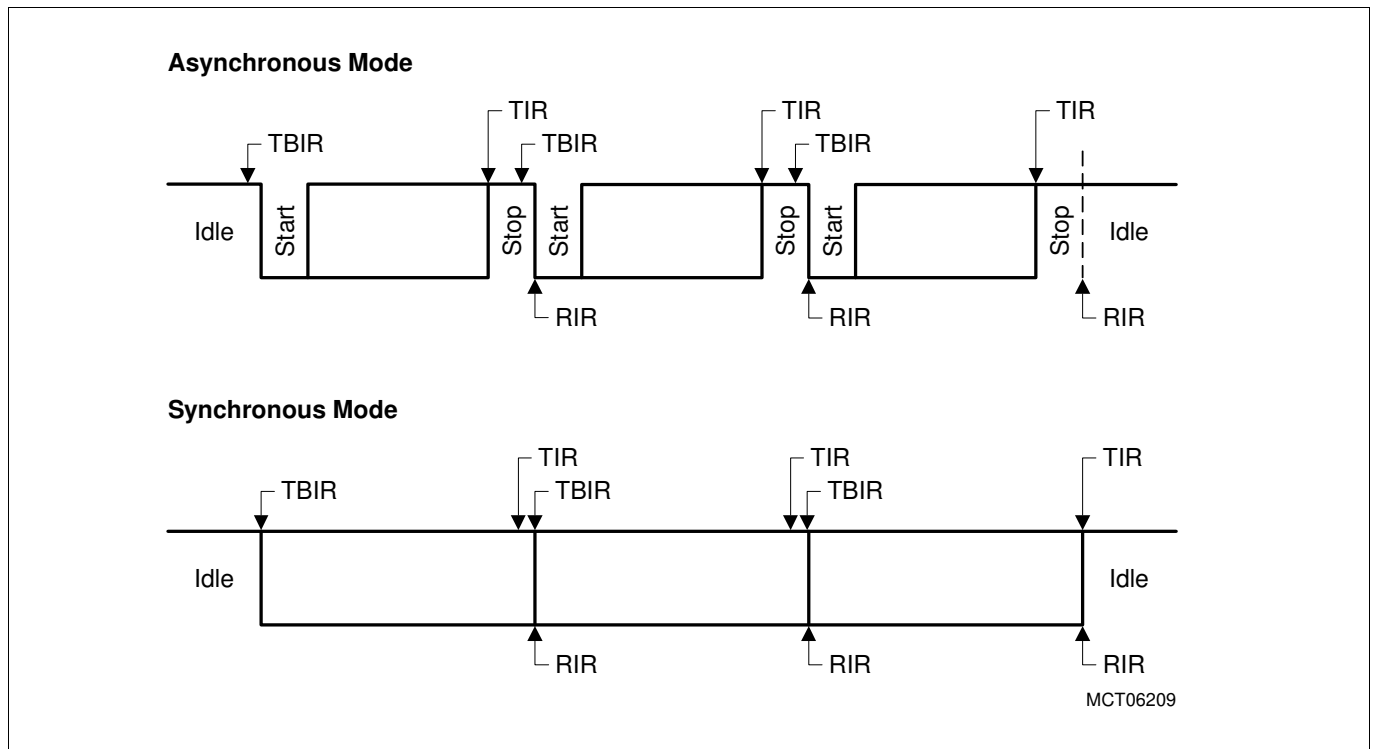 Asynchronous Mode
TIR TIR TIR
TBIR TBIR TBIR
Idle Start Stop Start Stop Start Stop Idle
RIR RIR RIR
Synchronous Mode
TIR TIR TIR
TBIR TBIR TBIR
Idle Idle
RIR RIR RIR
MCT06209